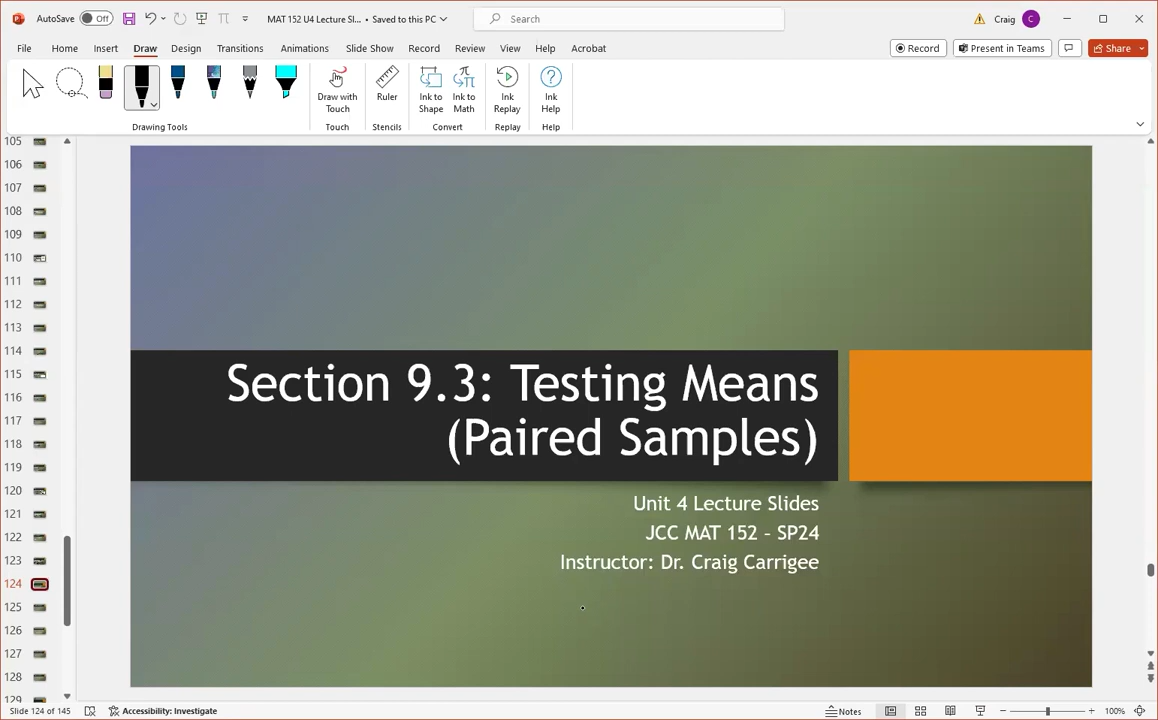 AutoSave Off MAT 152 U4 Lecture Sl... • Saved to this PC Search Craig C
File Home Insert Draw Design Transitions Animations Slide Show Record Review View Help Acrobat Record Present in Teams Share
Draw with Touch Ruler Ink to Shape Ink to Math Ink Replay Ink Help
Drawing Tools Touch Stencils Convert Replay Help
105
106
107
108
109
110
111
112
113
114
115
116
117
118
119
120
121
122
123
124
125
126
127
128
129
Section 9.3: Testing Means
(Paired Samples)
Unit 4 Lecture Slides
JCC MAT 152 – SP24
Instructor: Dr. Craig Carrigee
Slide 124 of 145 Accessibility: Investigate Notes 100%